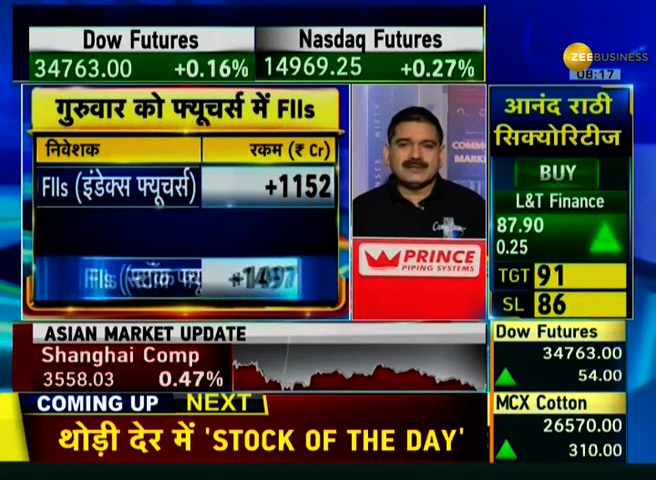 Dow Futures
34763.00 +0.16%
Nasdaq Futures
14969.25 +0.27%
ZEEBUSINESS
08:17
गुरुवार को फ्यूचर्स में FIIs
निवेशक रकम (₹ Cr)
FIIs (इंडेक्स फ्यूचर्स) +1152
आनंद राठी
सिक्योरिटीज
BUY
L&T Finance
87.90
0.25
TGT 91
SL 86
PRINCE
PIPING SYSTEMS
ASIAN MARKET UPDATE
Shanghai Comp
3558.03 0.47%
Dow Futures
34763.00
54.00
MCX Cotton
26570.00
310.00
COMING UP NEXT
थोड़ी देर में 'STOCK OF THE DAY'